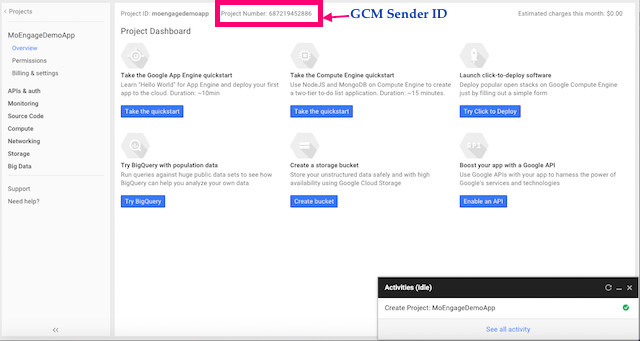 Projects
MoEngageDemoApp
Overview
Permissions
Billing & settings
APIs & auth
Monitoring
Source Code
Compute
Networking
Storage
Big Data
Support
Need help?
Project ID: moengagedemoapp
Project Number: 687219452886
GCM Sender ID
Estimated charges this month: $0.00
Project Dashboard
Take the Google App Engine quickstart
Learn "Hello World" for App Engine and deploy your first
app to the cloud. Duration: ~10min
Take the quickstart
Take the Compute Engine quickstart
Use NodeJS and MongoDB on Compute Engine to create
a two-tier to-do list application. Duration: ~15 minutes.
Take the quickstart
Launch click-to-deploy software
Deploy popular open stacks on Google Compute Engine
just by filling out a simple form
Try Click to Deploy
Try BigQuery with population data
Run queries against huge public data sets to see how
BigQuery can help you analyze your own data
Try BigQuery
Create a storage bucket
Store your unstructured data safely and with high
availability using Google Cloud Storage
Create bucket
API
Boost your app with a Google API
Use Google APIs with your app to harness the power of
Google's services and technologies
Enable an API
Activities (Idle)
Create Project: MoEngageDemoApp
See all activity